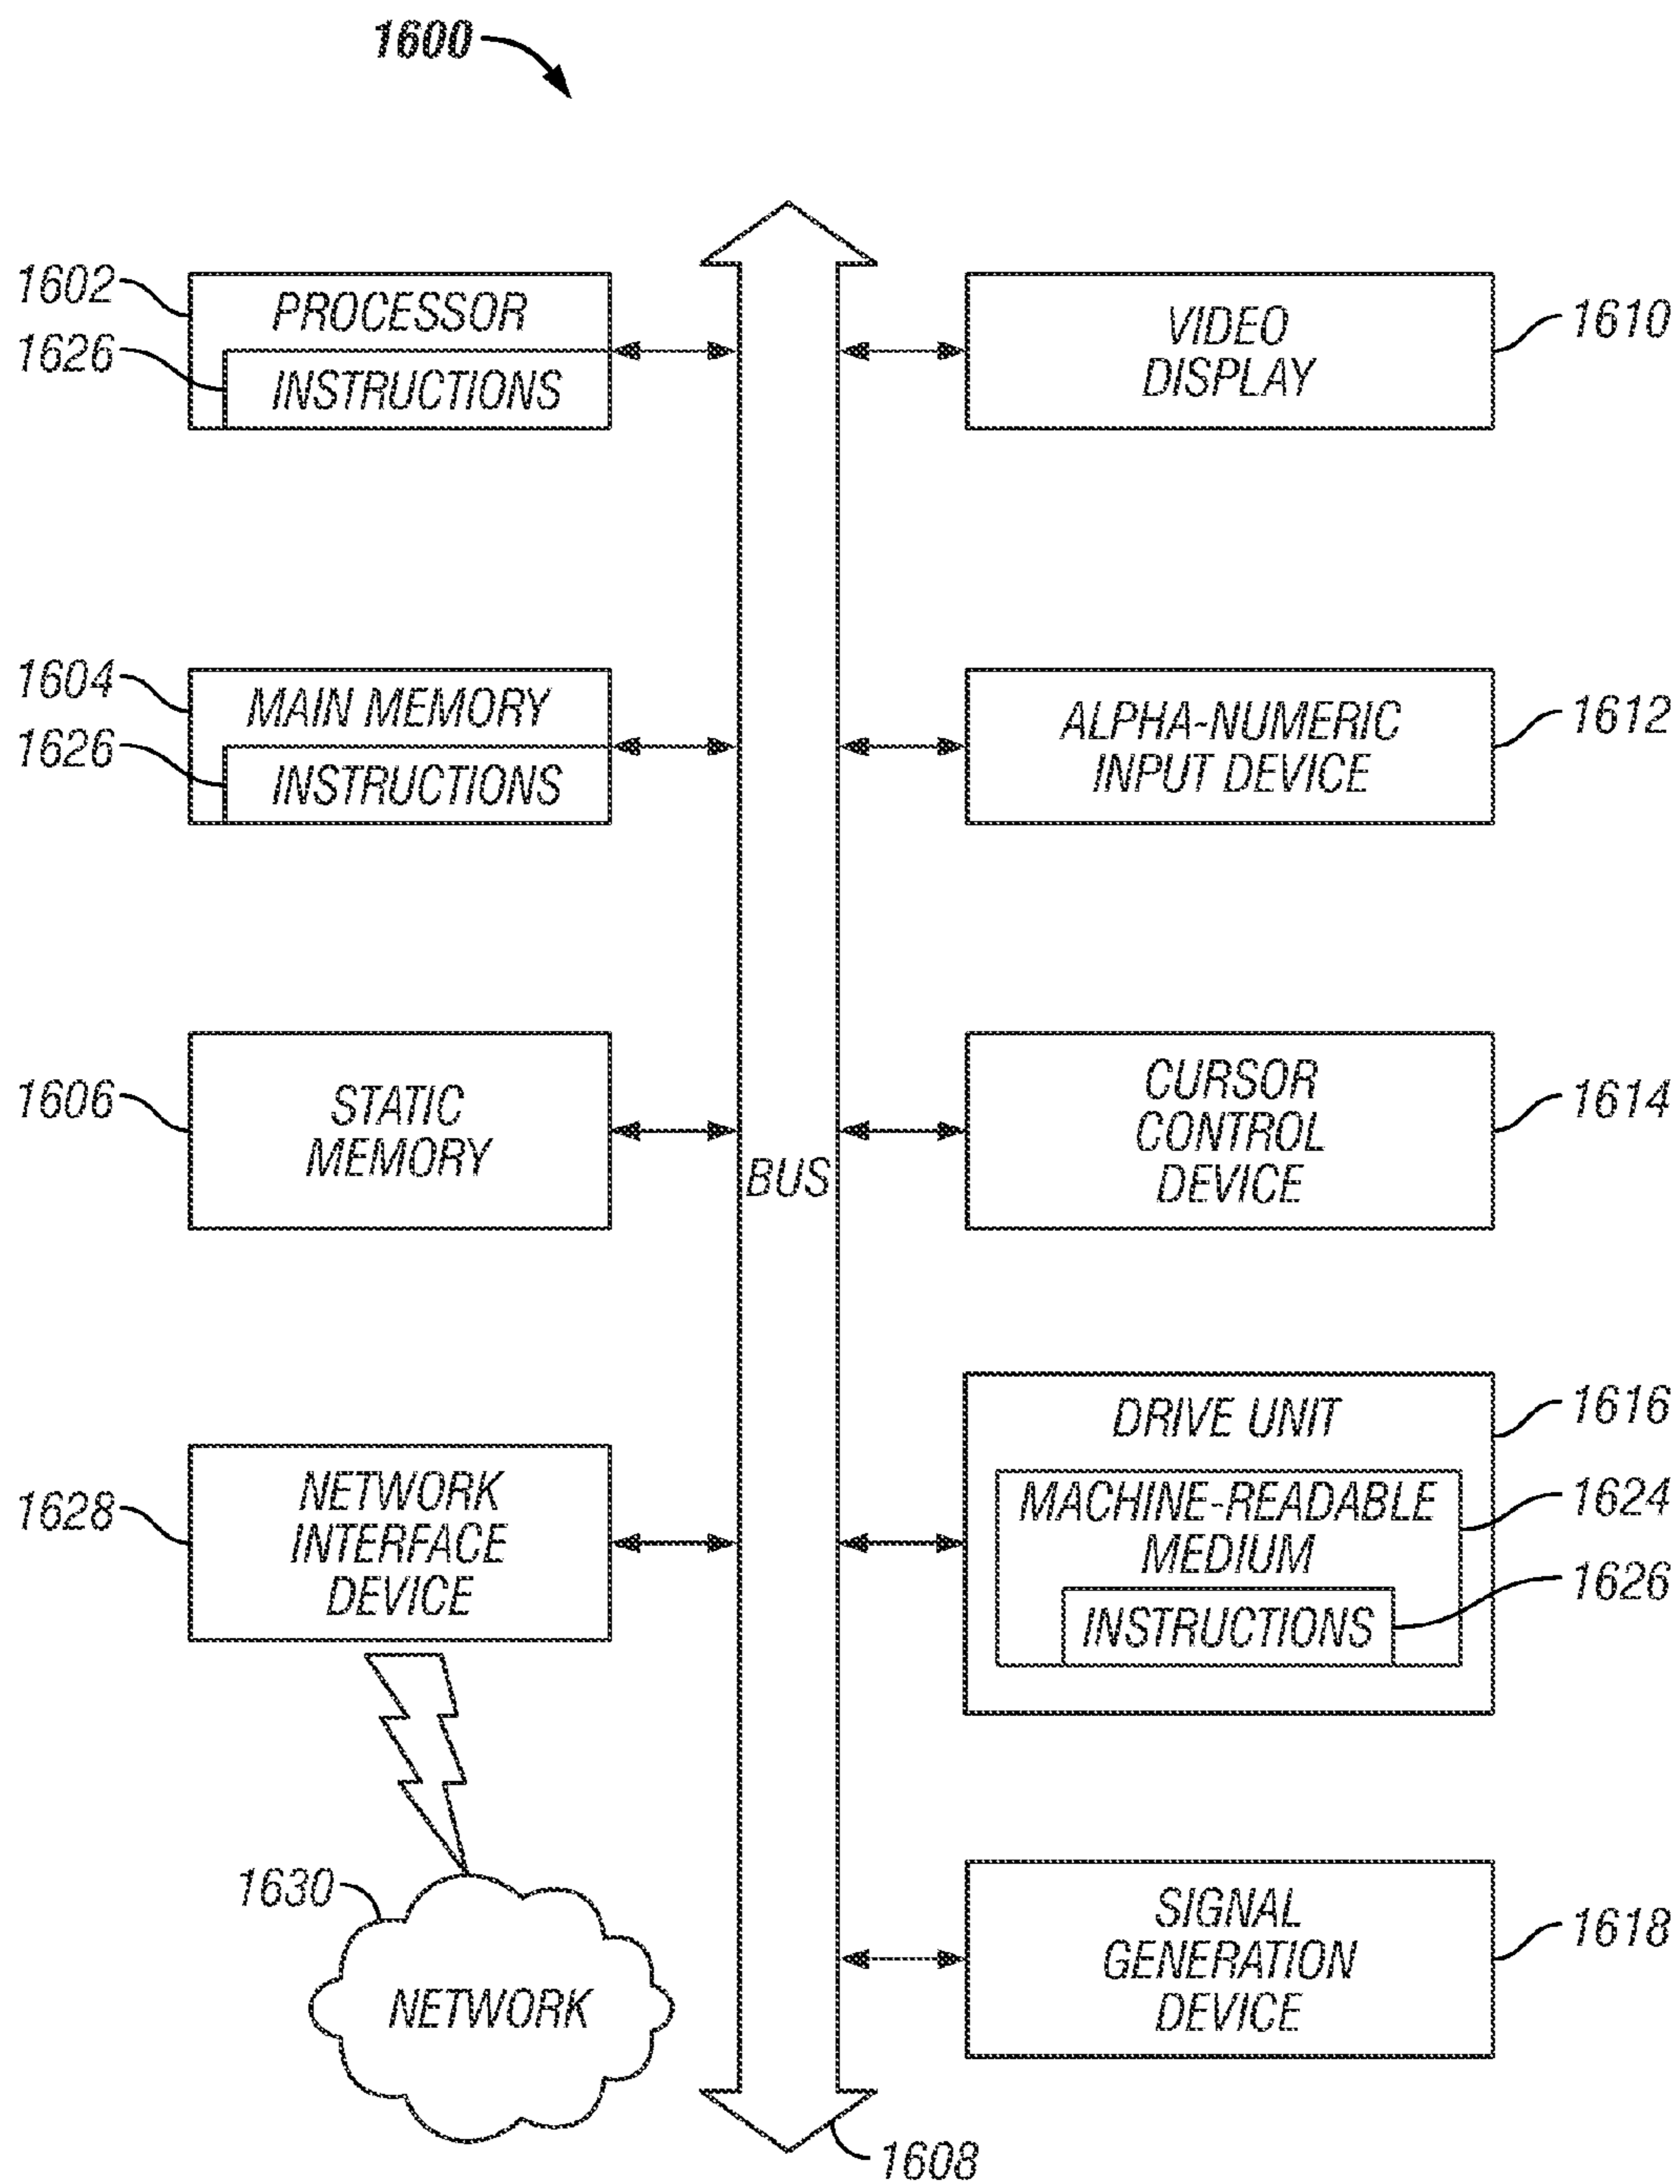 1600
1602
PROCESSOR
1626
INSTRUCTIONS
VIDEO
DISPLAY
1610
1604
MAIN MEMORY
1626
INSTRUCTIONS
ALPHA-NUMERIC
INPUT DEVICE
1612
1606
STATIC
MEMORY
BUS
CURSOR
CONTROL
DEVICE
1614
1628
NETWORK
INTERFACE
DEVICE
DRIVE UNIT
1616
MACHINE-READABLE
MEDIUM
1624
INSTRUCTIONS
1626
1630
NETWORK
SIGNAL
GENERATION
DEVICE
1618
1608